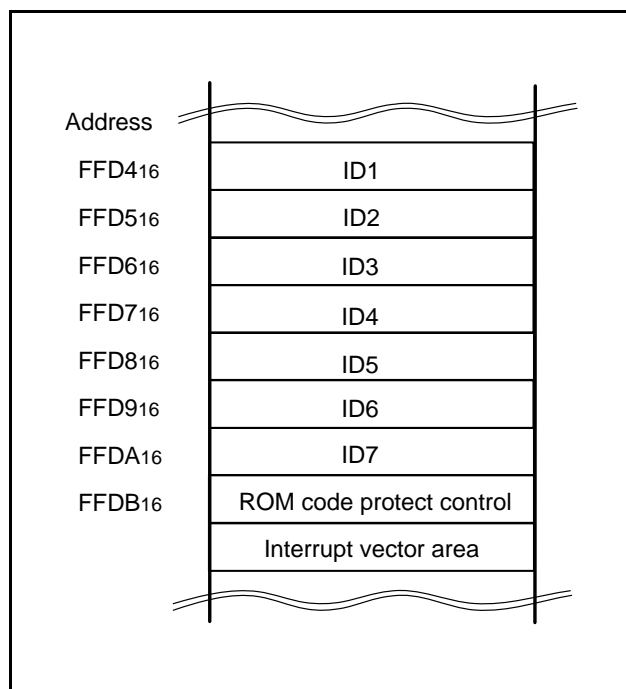 Address
FFD416 ID1
FFD516 ID2
FFD616 ID3
FFD716 ID4
FFD816 ID5
FFD916 ID6
FFDA16 ID7
FFDB16 ROM code protect control
Interrupt vector area